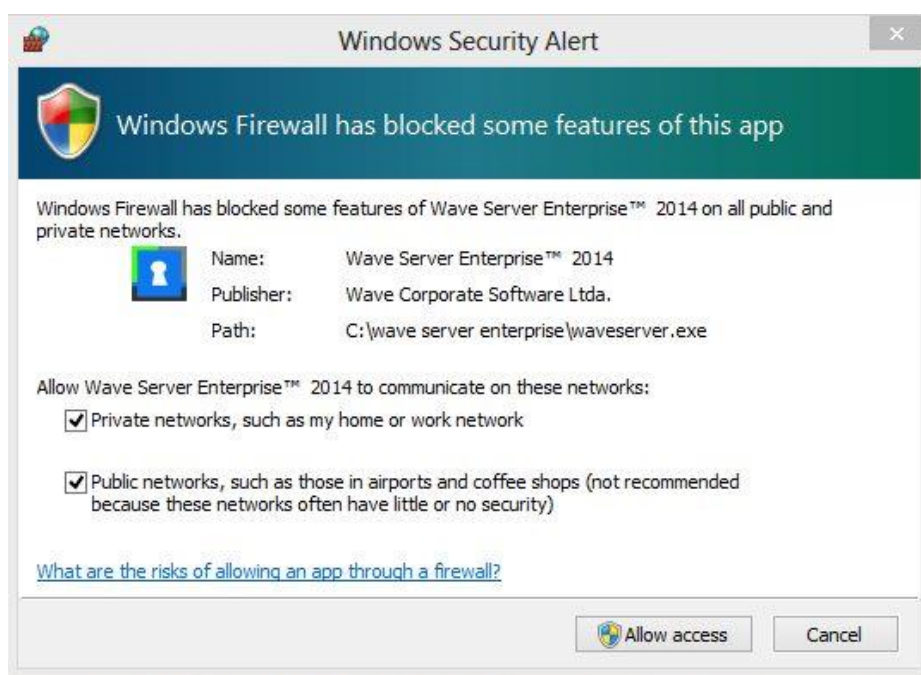 Windows Security Alert
Windows Firewall has blocked some features of this app
Windows Firewall has blocked some features of Wave Server Enterprise™ 2014 on all public and
private networks.
Name: Wave Server Enterprise™ 2014
Publisher: Wave Corporate Software Ltda.
Path: C:\wave server enterprise\waveserver.exe
Allow Wave Server Enterprise™ 2014 to communicate on these networks:
Private networks, such as my home or work network
Public networks, such as those in airports and coffee shops (not recommended
because these networks often have little or no security)
What are the risks of allowing an app through a firewall?
Allow access Cancel